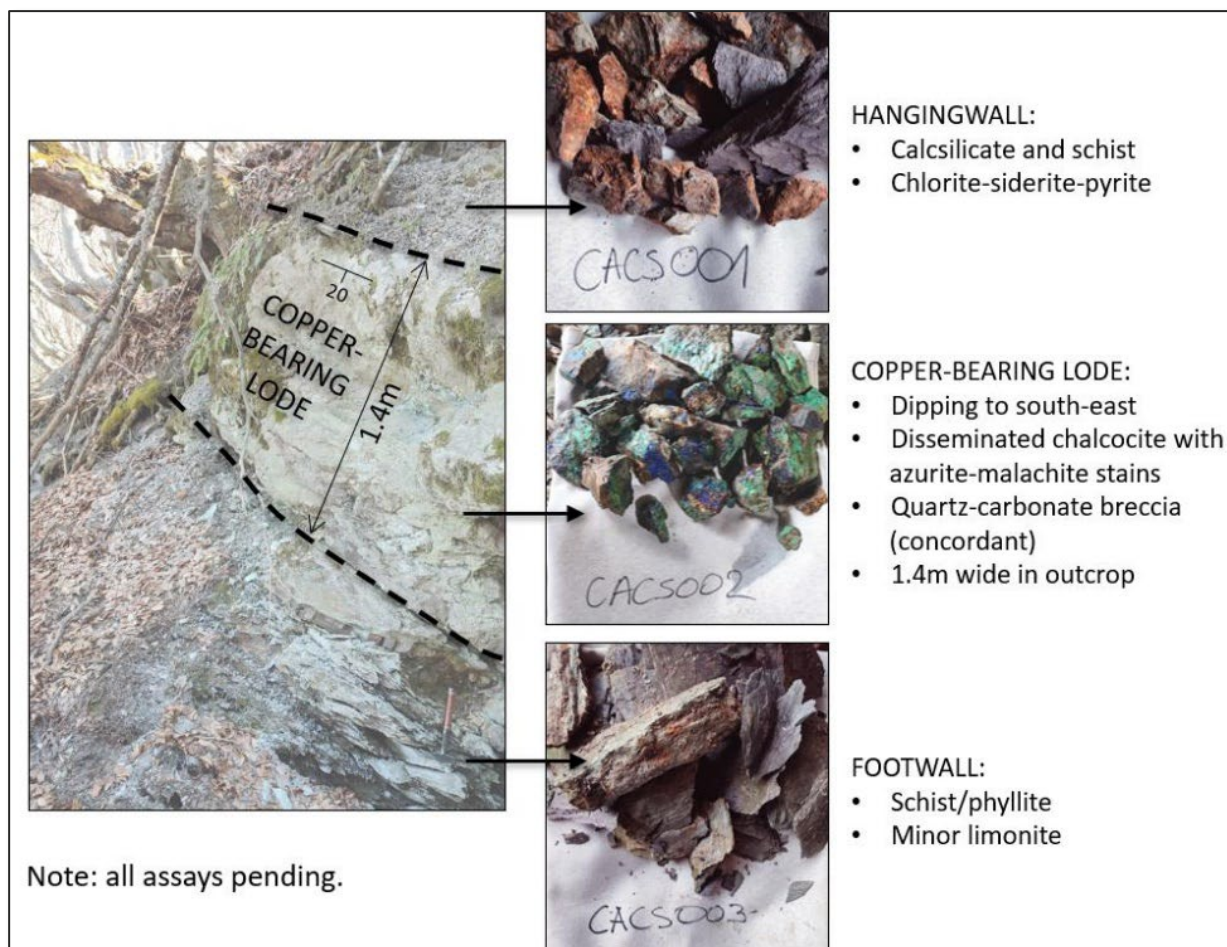 HANGINGWALL:
• Calcsilicate and schist
• Chlorite-siderite-pyrite
CACS001
20
COPPER-
BEARING
LODE
1.4m
COPPER-BEARING LODE:
• Dipping to south-east
• Disseminated chalcocite with
azurite-malachite stains
• Quartz-carbonate breccia
(concordant)
• 1.4m wide in outcrop
CACS002
FOOTWALL:
• Schist/phyllite
• Minor limonite
CACS003
Note: all assays pending.